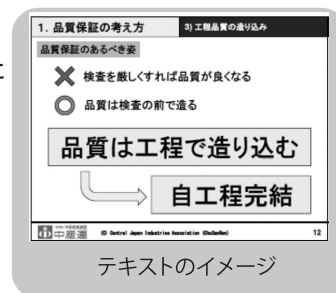 と
1. 品質保証の考え方
3) 工程品質の造り込み
品質保証のあるべき姿
✕ 検査を厳しくすれば品質が良くなる
○ 品質は検査の前で造る
品質は工程で造り込む
自工程完結
中産連
(C) Central Japan Industries Association (ChuSanRen)
12
テキストのイメージ